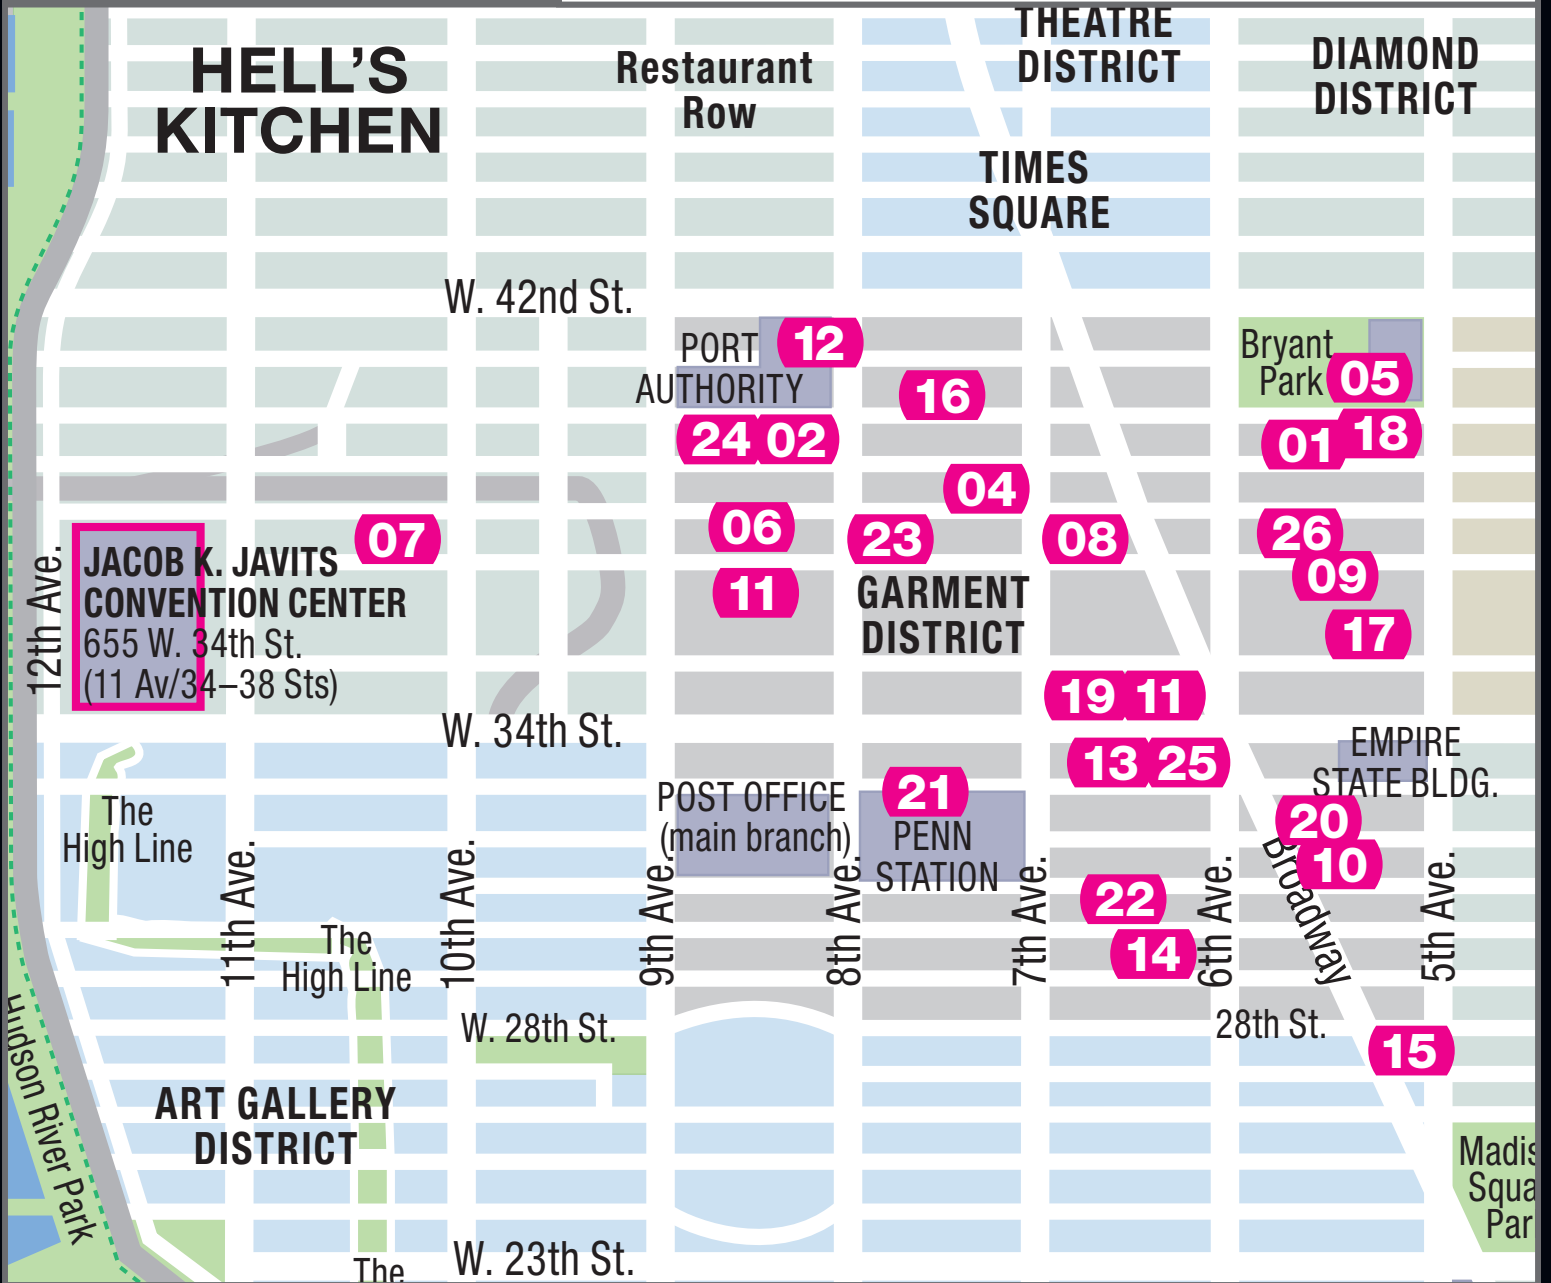 THEATRE
DISTRICT
HELL’S
KITCHEN
Restaurant
Row
DIAMOND
DISTRICT
TIMES
SQUARE
W. 42nd St.
PORT
AUTHORITY
12
16
Bryant
Park
05
24
02
01
18
04
06
23
08
26
07
09
11
17
12th Ave.
JACOB K. JAVITS
CONVENTION CENTER
655 W. 34th St.
(11 Av/34–38 Sts)
GARMENT
DISTRICT
19
11
W. 34th St.
13
25
EMPIRE
STATE BLDG.
The
High Line
POST OFFICE
(main branch)
21
PENN
STATION
20
10
22
14
11th Ave.
10th Ave.
9th Ave.
8th Ave.
7th Ave.
6th Ave.
Broadway
5th Ave.
The
High Line
W. 28th St.
28th St.
15
Hudson River Park
ART GALLERY
DISTRICT
Madis
Squa
Par
W. 23th St.
The